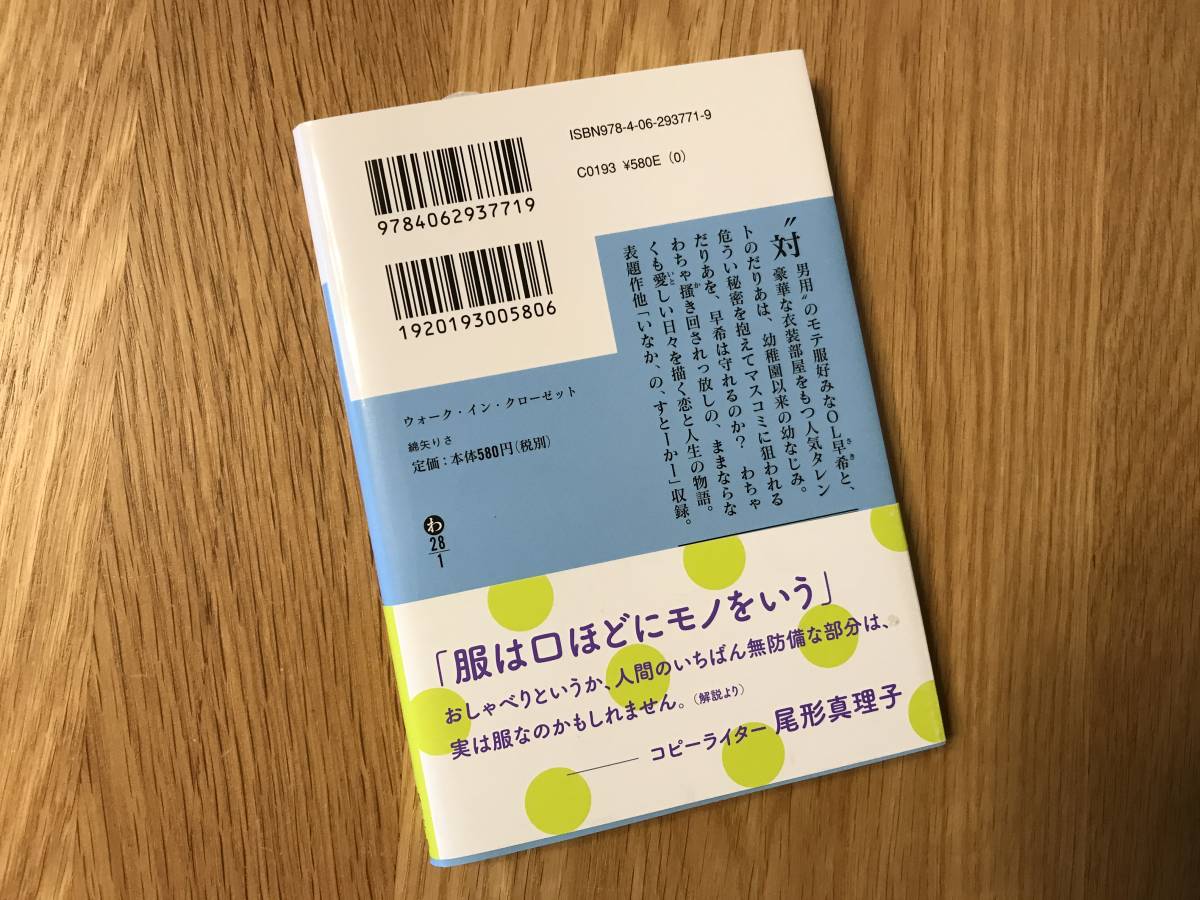 ISBN978-4-06-293771-9
C0193 ¥580E (0)
9784062937719
1920193005806
〝対男用〟のモテ服好みなOL早希と、
豪華な衣装部屋をもつ人気タレン
トのだりあは、幼稚園以来の幼なじみ。
危うい秘密を抱えてマスコミに狙われる
だりあを、早希は守れるのか? わちゃ
わちゃ掻き回されっ放しの、ままならな
くも愛しい日々を描く恋と人生の物語。
表題作他「いなか、の、すとーかー」収録。
ウォーク・イン・クローゼット
綿矢りさ
定価:本体580円(税別)
わ
28
1
「服は口ほどにモノをいう」
おしゃべりというか、人間のいちばん無防備な部分は、
実は服なのかもしれません。(解説より)
コピーライター 尾形真理子